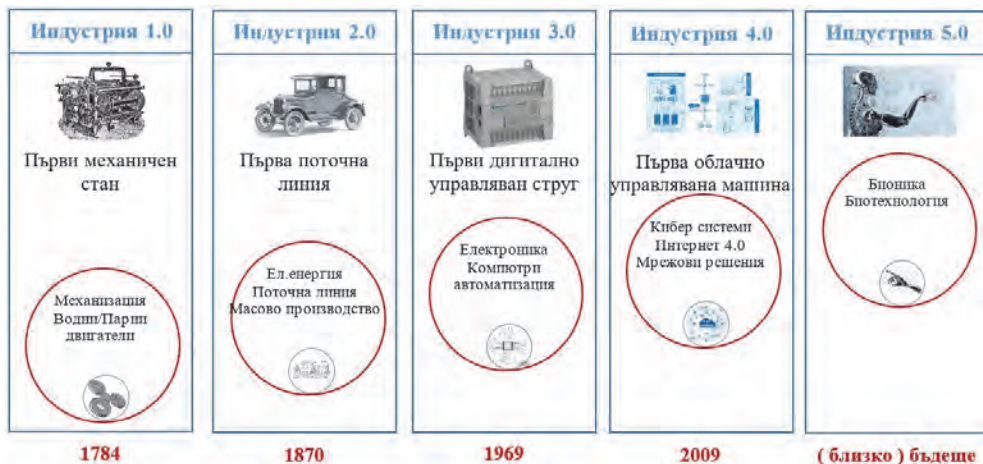 Индустрия 1.0
Първи механичен
стан
Механизация
Водни/Парни
двигатели
1784
Индустрия 2.0
Първа поточна
линия
Ел.енергия
Поточна линия
Масово производство
1870
Индустрия 3.0
Първи дигитално
управляван струг
Електроника
Компютри
автоматизация
1969
Индустрия 4.0
Първа облачно
управлявана машина
Кибер системи
Интернет 4.0
Мрежови решения
2009
Индустрия 5.0
Бионика
Биотехнология
( близко ) бъдеще